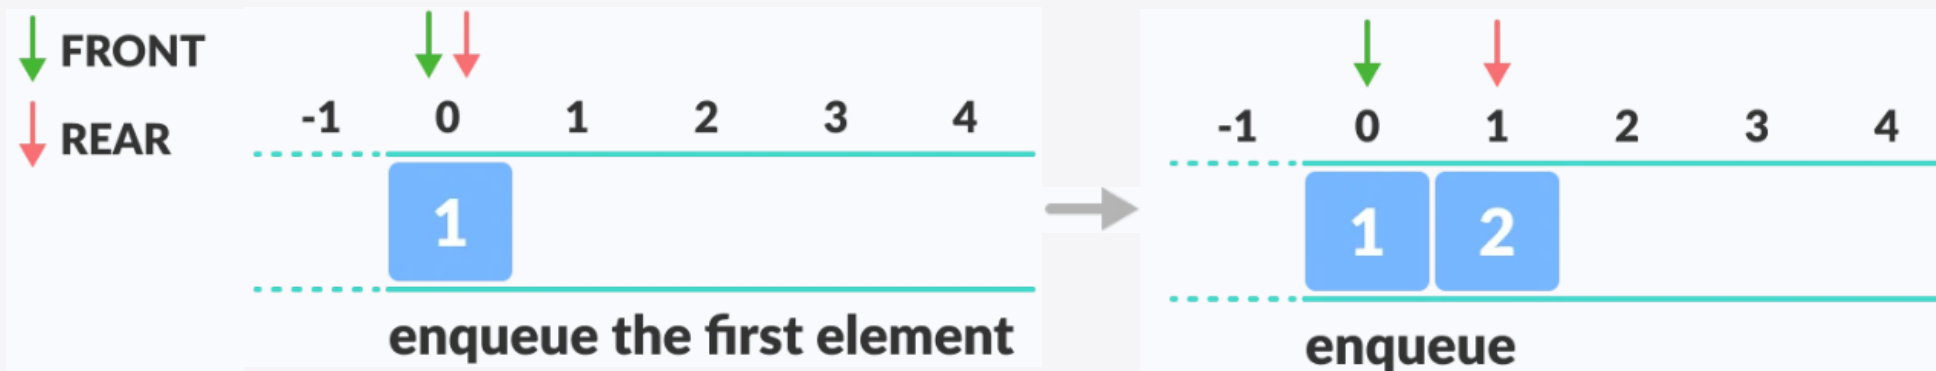 FRONT
REAR
-1 0 1 2 3 4
1
enqueue the first element
-1 0 1 2 3 4
1 2
enqueue